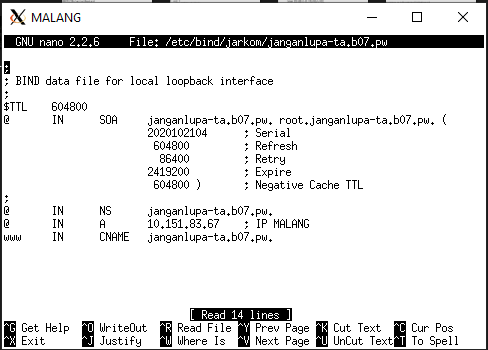 MALANG
GNU nano 2.2.6 File: /etc/bind/jarkom/janganlupa-ta.b07.pw
;
; BIND data file for local loopback interface
;
$TTL 604800
@ IN SOA janganlupa-ta.b07.pw. root.janganlupa-ta.b07.pw. (
2020102104 ; Serial
604800 ; Refresh
86400 ; Retry
2419200 ; Expire
604800 ) ; Negative Cache TTL
;
@ IN NS janganlupa-ta.b07.pw.
@ IN A 10.151.83.67 ; IP MALANG
www IN CNAME janganlupa-ta.b07.pw.
[ Read 14 lines ]
^G Get Help ^O WriteOut ^R Read File ^Y Prev Page ^K Cut Text ^C Cur Pos
^X Exit ^J Justify ^W Where Is ^V Next Page ^U UnCut Text ^T To Spell